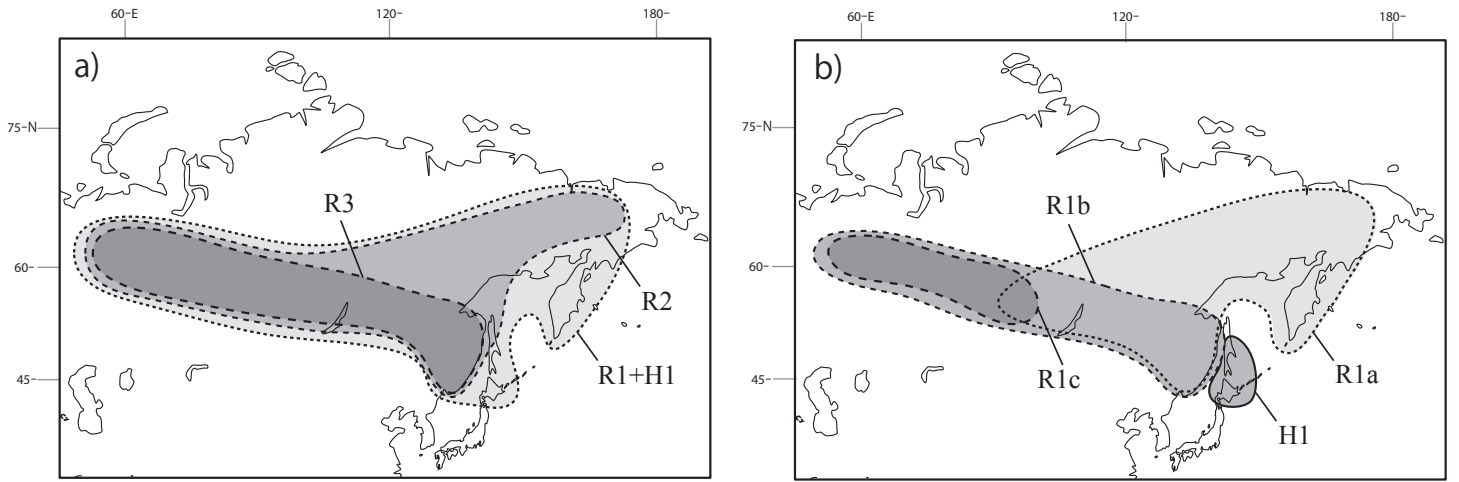 60-E 120- 180-
a)
75-N
R3
60-
R2
R1+H1
45-
60-E 120- 180-
b)
75-N
R1b
60-
R1c
R1a
45-
H1